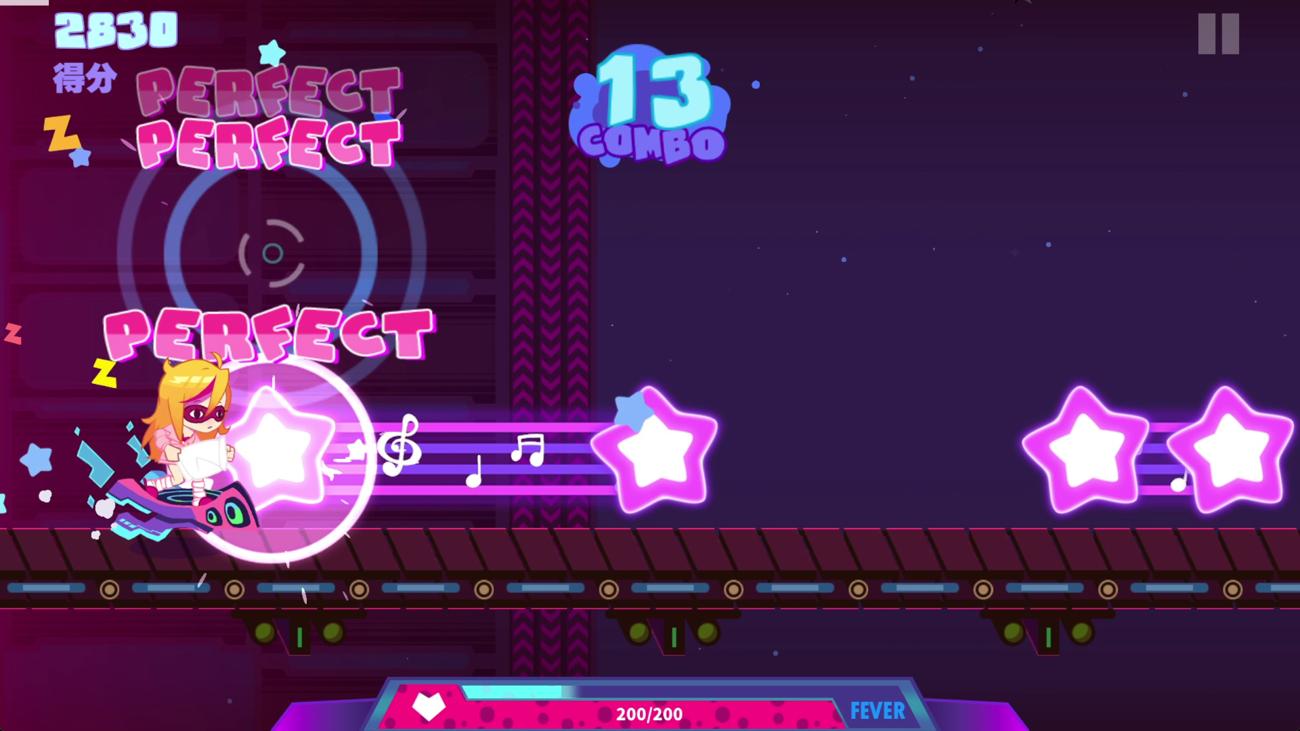 2830
得分
PERFECT
PERFECT
13
COMBO
Z
PERFECT
Z
Z
200/200
FEVER